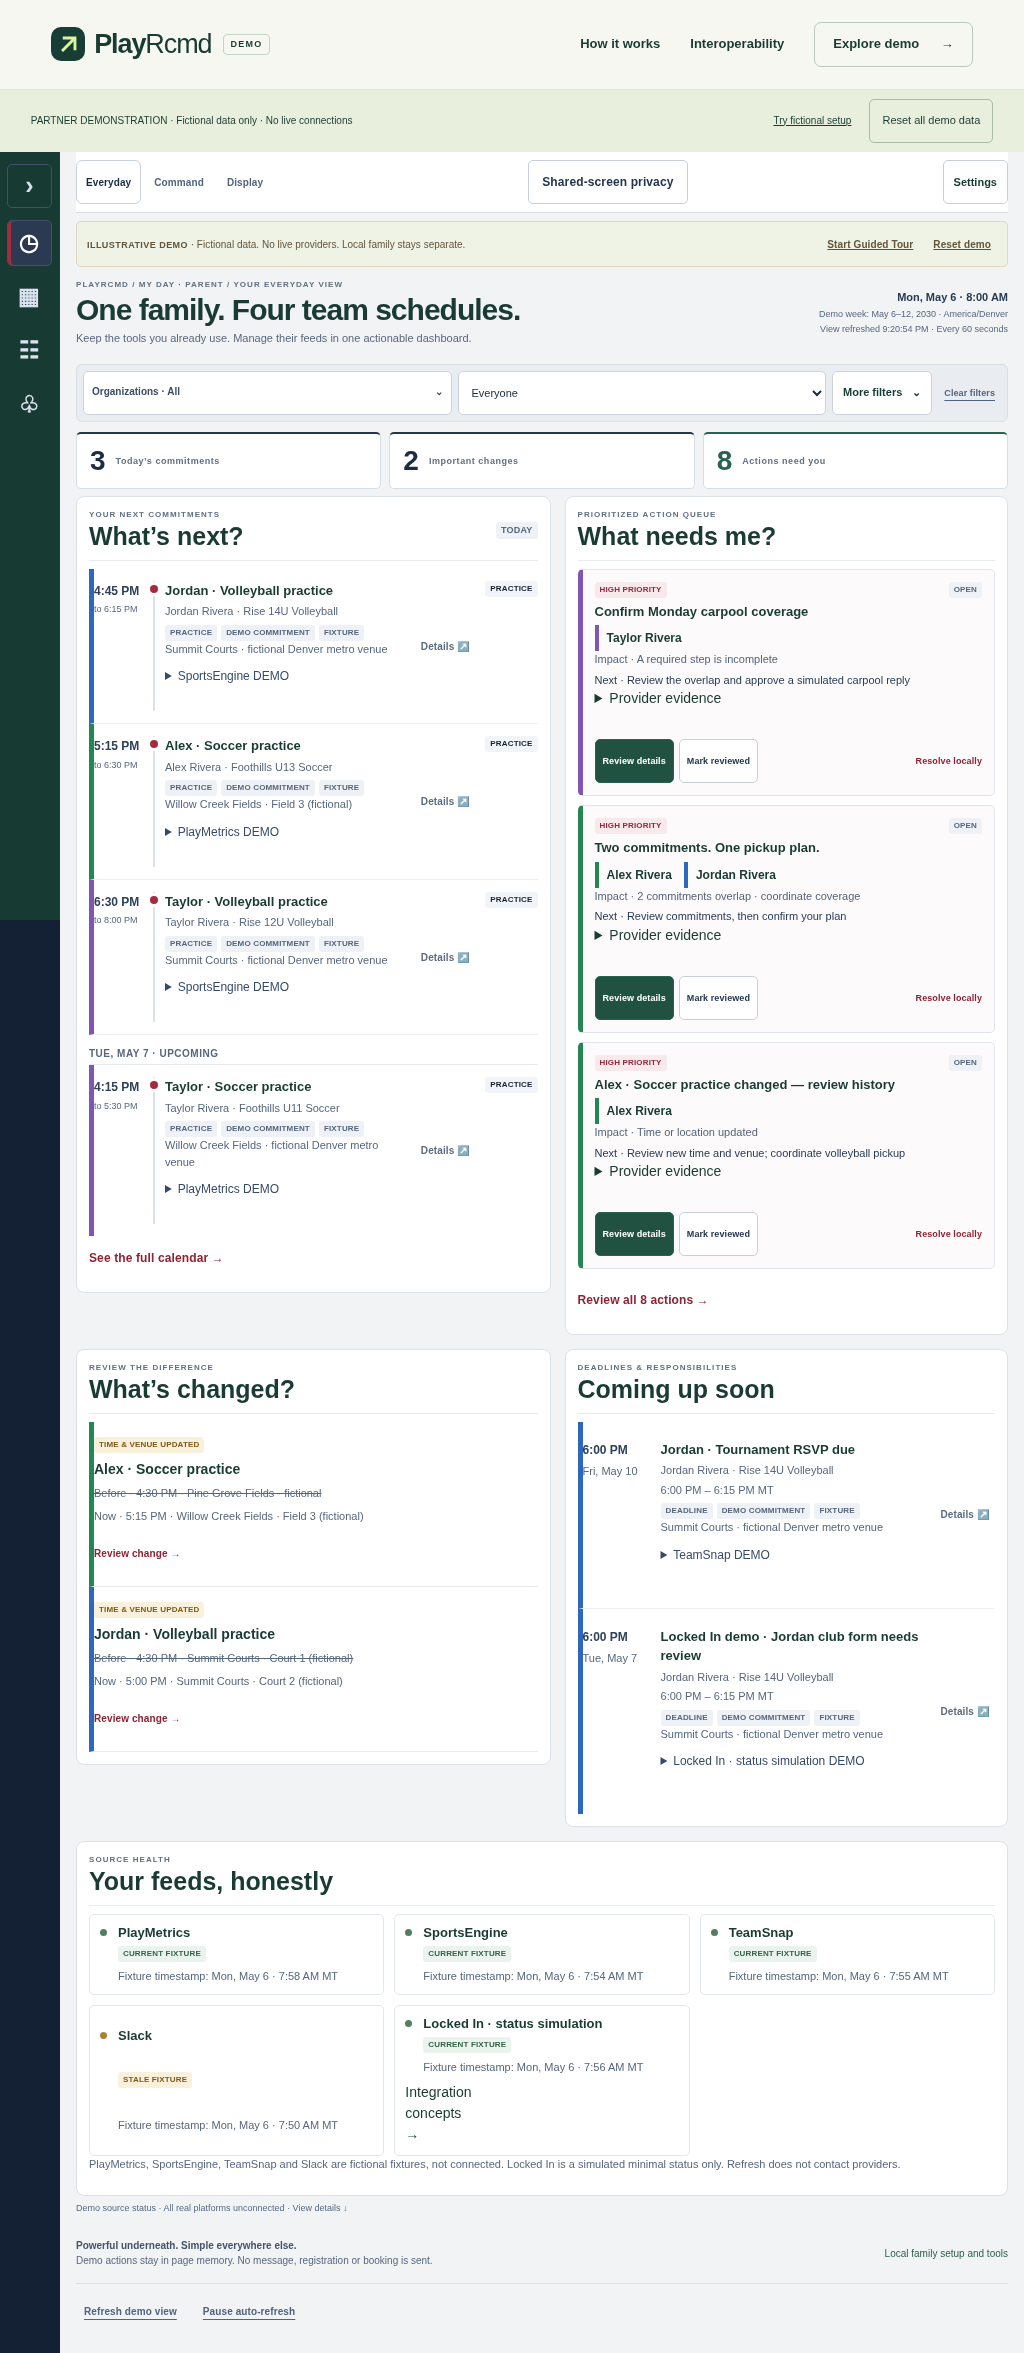 PlayRcmd DEMO
How it works
Interoperability
Explore demo →
PARTNER DEMONSTRATION · Fictional data only · No live connections
Try fictional setup
Reset all demo data
Everyday
Command
Display
Shared-screen privacy
Settings
ILLUSTRATIVE DEMO · Fictional data. No live providers. Local family stays separate.
Start Guided Tour
Reset demo
PLAYRCMD / MY DAY · PARENT / YOUR EVERYDAY VIEW
One family. Four team schedules.
Keep the tools you already use. Manage their feeds in one actionable dashboard.
Mon, May 6 · 8:00 AM
Demo week: May 6–12, 2030 · America/Denver
View refreshed 9:20:54 PM · Every 60 seconds
Organizations · All
Everyone
More filters
Clear filters
3 Today's commitments
2 Important changes
8 Actions need you
YOUR NEXT COMMITMENTS
What’s next?
TODAY
4:45 PM
to 6:15 PM
Jordan · Volleyball practice
PRACTICE
Jordan Rivera · Rise 14U Volleyball
PRACTICE DEMO COMMITMENT FIXTURE
Summit Courts · fictional Denver metro venue
Details ↗
▶ SportsEngine DEMO
5:15 PM
to 6:30 PM
Alex · Soccer practice
PRACTICE
Alex Rivera · Foothills U13 Soccer
PRACTICE DEMO COMMITMENT FIXTURE
Willow Creek Fields · Field 3 (fictional)
Details ↗
▶ PlayMetrics DEMO
6:30 PM
to 8:00 PM
Taylor · Volleyball practice
PRACTICE
Taylor Rivera · Rise 12U Volleyball
PRACTICE DEMO COMMITMENT FIXTURE
Summit Courts · fictional Denver metro venue
Details ↗
▶ SportsEngine DEMO
TUE, MAY 7 · UPCOMING
4:15 PM
to 5:30 PM
Taylor · Soccer practice
PRACTICE
Taylor Rivera · Foothills U11 Soccer
PRACTICE DEMO COMMITMENT FIXTURE
Willow Creek Fields · fictional Denver metro
venue
Details ↗
▶ PlayMetrics DEMO
See the full calendar →
PRIORITIZED ACTION QUEUE
What needs me?
HIGH PRIORITY
OPEN
Confirm Monday carpool coverage
Taylor Rivera
Impact · A required step is incomplete
Next · Review the overlap and approve a simulated carpool reply
▶ Provider evidence
Review details
Mark reviewed
Resolve locally
HIGH PRIORITY
OPEN
Two commitments. One pickup plan.
Alex Rivera
Jordan Rivera
Impact · 2 commitments overlap · coordinate coverage
Next · Review commitments, then confirm your plan
▶ Provider evidence
Review details
Mark reviewed
Resolve locally
HIGH PRIORITY
OPEN
Alex · Soccer practice changed — review history
Alex Rivera
Impact · Time or location updated
Next · Review new time and venue; coordinate volleyball pickup
▶ Provider evidence
Review details
Mark reviewed
Resolve locally
Review all 8 actions →
REVIEW THE DIFFERENCE
What’s changed?
TIME & VENUE UPDATED
Alex · Soccer practice
Before · 4:30 PM · Pine Grove Fields · fictional
Now · 5:15 PM · Willow Creek Fields · Field 3 (fictional)
Review change →
TIME & VENUE UPDATED
Jordan · Volleyball practice
Before · 4:30 PM · Summit Courts · Court 1 (fictional)
Now · 5:00 PM · Summit Courts · Court 2 (fictional)
Review change →
DEADLINES & RESPONSIBILITIES
Coming up soon
6:00 PM
Fri, May 10
Jordan · Tournament RSVP due
Jordan Rivera · Rise 14U Volleyball
6:00 PM – 6:15 PM MT
DEADLINE DEMO COMMITMENT FIXTURE
Summit Courts · fictional Denver metro venue
Details ↗
▶ TeamSnap DEMO
6:00 PM
Tue, May 7
Locked In demo · Jordan club form needs
review
Jordan Rivera · Rise 14U Volleyball
6:00 PM – 6:15 PM MT
DEADLINE DEMO COMMITMENT FIXTURE
Summit Courts · fictional Denver metro venue
Details ↗
▶ Locked In · status simulation DEMO
SOURCE HEALTH
Your feeds, honestly
PlayMetrics
CURRENT FIXTURE
Fixture timestamp: Mon, May 6 · 7:58 AM MT
SportsEngine
CURRENT FIXTURE
Fixture timestamp: Mon, May 6 · 7:54 AM MT
TeamSnap
CURRENT FIXTURE
Fixture timestamp: Mon, May 6 · 7:55 AM MT
Slack
STALE FIXTURE
Fixture timestamp: Mon, May 6 · 7:50 AM MT
Locked In · status simulation
CURRENT FIXTURE
Fixture timestamp: Mon, May 6 · 7:56 AM MT
Integration
concepts
→
PlayMetrics, SportsEngine, TeamSnap and Slack are fictional fixtures, not connected. Locked In is a simulated minimal status only. Refresh does not contact providers.
Demo source status · All real platforms unconnected · View details ↓
Powerful underneath. Simple everywhere else.
Demo actions stay in page memory. No message, registration or booking is sent.
Local family setup and tools
Refresh demo view
Pause auto-refresh